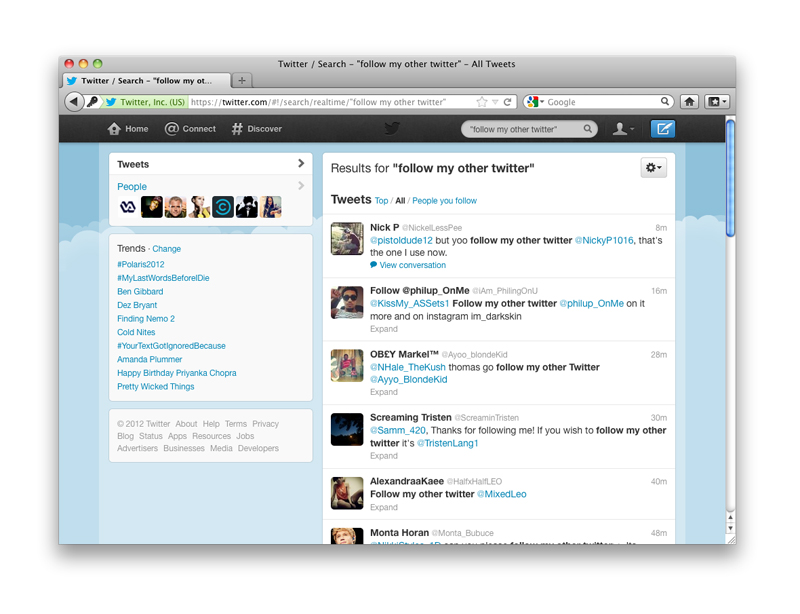 Twitter / Search - "follow my other twitter" - All Tweets
Twitter / Search - "follow my ot...
Twitter, Inc. (US) https://twitter.com/#!/search/realtime/"follow my other twitter" Google
Home Connect Discover "follow my other twitter"
Tweets
People
Trends · Change
#Polaris2012
#MyLastWordsBeforeIDie
Ben Gibbard
Dez Bryant
Finding Nemo 2
Cold Nites
#YourTextGotIgnoredBecause
Amanda Plummer
Happy Birthday Priyanka Chopra
Pretty Wicked Things
© 2012 Twitter About Help Terms Privacy
Blog Status Apps Resources Jobs
Advertisers Businesses Media Developers
Results for "follow my other twitter"
Tweets Top / All / People you follow
Nick P @NickelLessPee 8m
@pistoldude12 but yoo follow my other twitter @NickyP1016, that's
the one I use now.
View conversation
Follow @philup_OnMe @iAm_PhilingOnU 16m
@KissMy_ASSets1 Follow my other twitter @philup_OnMe on it
more and on instagram im_darkskin
Expand
OB£Y Markel™ @Ayoo_blondeKid 28m
@NHale_TheKush thomas go follow my other Twitter
@Ayyo_BlondeKid
Expand
Screaming Tristen @ScreaminTristen 30m
@Samm_420, Thanks for following me! If you wish to follow my other
twitter it's @TristenLang1
Expand
AlexandraaKaee @HalfxHalfLEO 40m
Follow my other twitter @MixedLeo
Expand
Monta Horan @Monta_Bubuce 48m